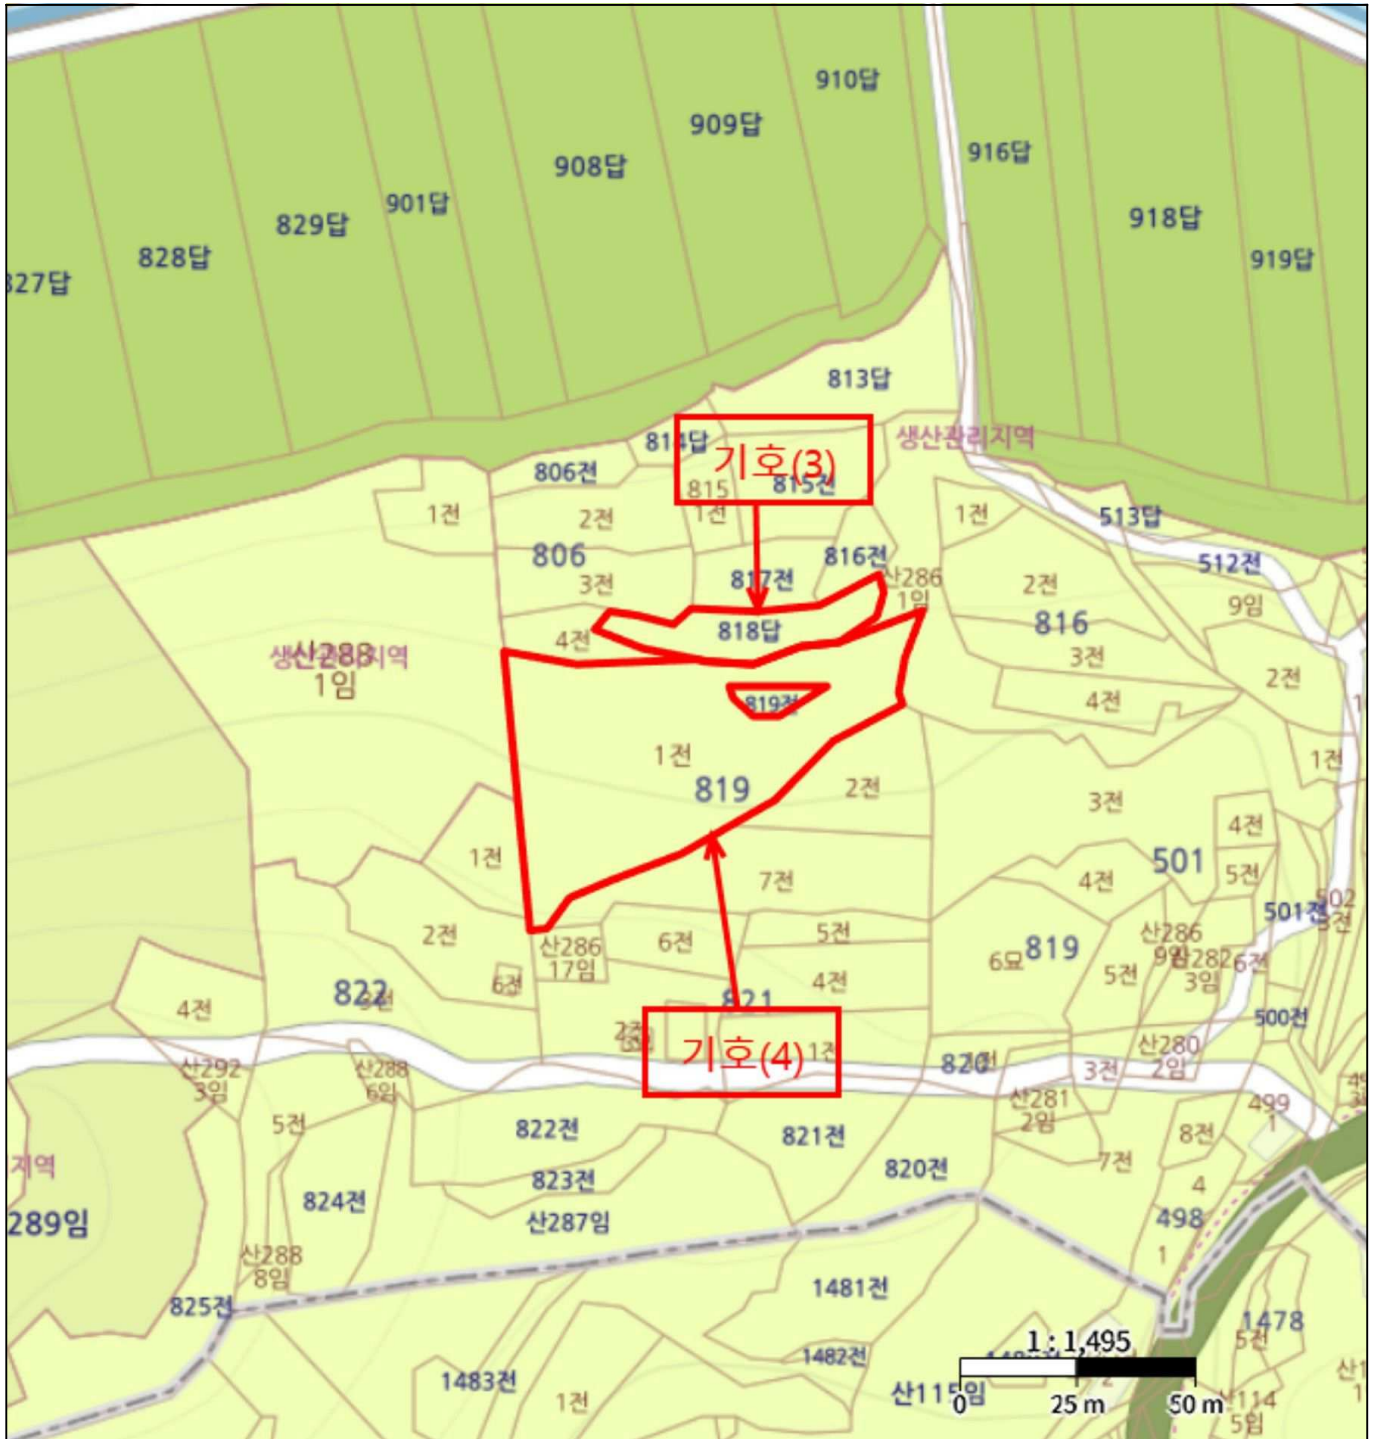 910답
909답
916답
908답
901답
918답
829답
828답
919답
827답
813답
814답
생산관리지역
기호(3)
806전
815전
815
1전
1전
2전
1전
513답
806
3전
816전
817전
512전
산286
1임
2전
9임
816
818답
4전
산288
1임
3전
2전
4전
819전
1전
819
2전
1전
3전
4전
1전
501
5전
7전
4전
501전
2전
산286
17임
6전
5전
6묘
819
산286
9임
산282
3임
6전
5전
4전
822
6전
4전
821
500전
기호(4)
1전
820
산280
2임
3전
산292
3임
산288
6임
산281
2임
499
1
5전
822전
821전
8전
7전
지역
823전
820전
824전
4
289임
산287임
498
산288
8임
1
825전
1481전
1478
5전
1 : 1,495
1482전
1483전
산115임
1전
0
25 m
50 m
산114
5임